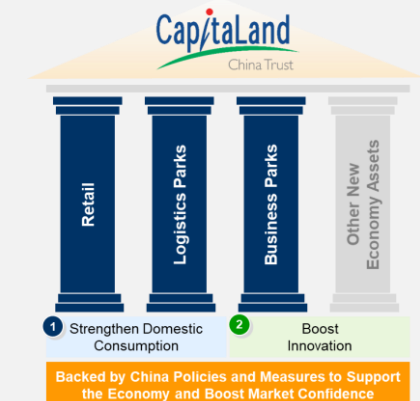 CapitaLand
China Trust
Retail
Logistics Parks
Business Parks
Other New
Economy Assets
1
Strengthen Domestic
Consumption
2
Boost
Innovation
Backed by China Policies and Measures to Support
the Economy and Boost Market Confidence